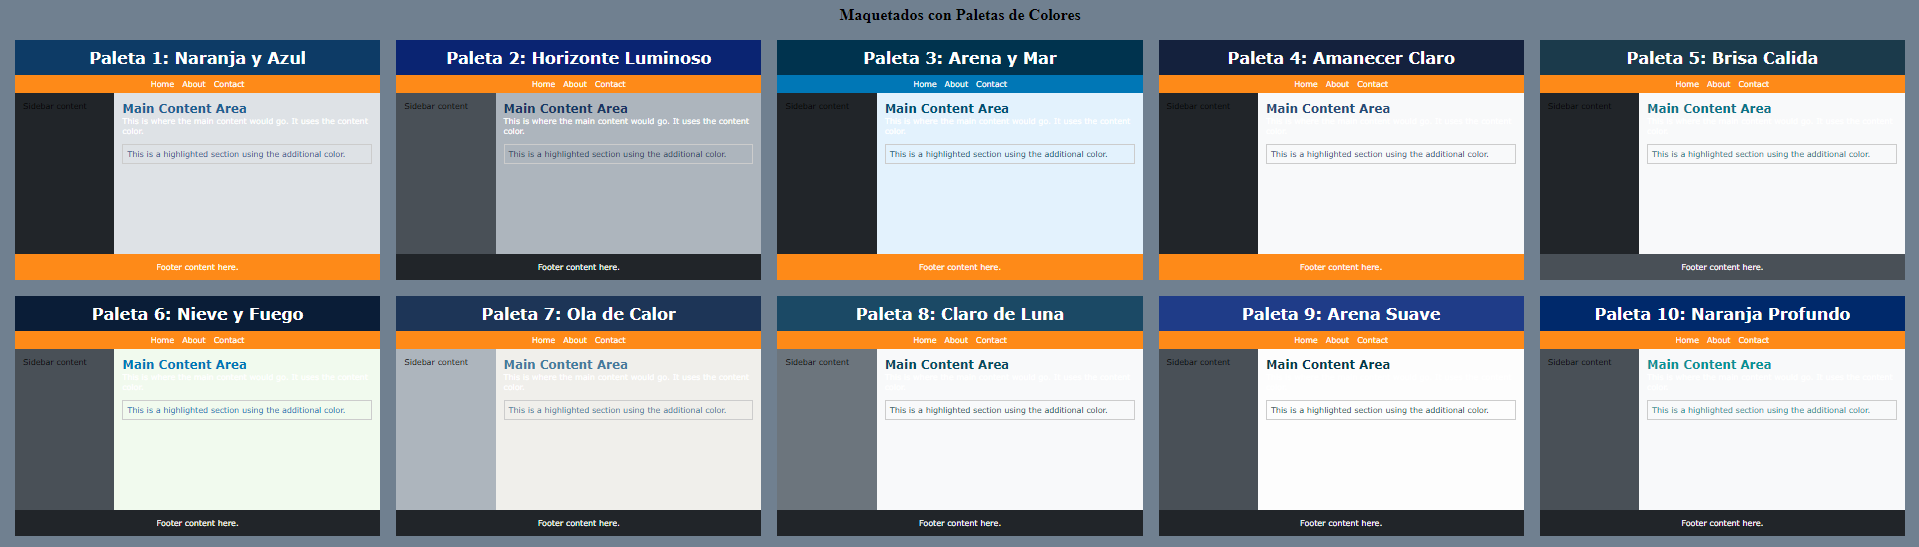 Maquetados con Paletas de Colores
Paleta 1: Naranja y Azul
Home About Contact
Sidebar content
Main Content Area
This is where the main content would go. It uses the content
color.
This is a highlighted section using the additional color.
Footer content here.
Paleta 2: Horizonte Luminoso
Home About Contact
Sidebar content
Main Content Area
This is where the main content would go. It uses the content
color.
This is a highlighted section using the additional color.
Footer content here.
Paleta 3: Arena y Mar
Home About Contact
Sidebar content
Main Content Area
This is where the main content would go. It uses the content
color.
This is a highlighted section using the additional color.
Footer content here.
Paleta 4: Amanecer Claro
Home About Contact
Sidebar content
Main Content Area
This is where the main content would go. It uses the content
color.
This is a highlighted section using the additional color.
Footer content here.
Paleta 5: Brisa Calida
Home About Contact
Sidebar content
Main Content Area
This is where the main content would go. It uses the content
color.
This is a highlighted section using the additional color.
Footer content here.
Paleta 6: Nieve y Fuego
Home About Contact
Sidebar content
Main Content Area
This is where the main content would go. It uses the content
color.
This is a highlighted section using the additional color.
Footer content here.
Paleta 7: Ola de Calor
Home About Contact
Sidebar content
Main Content Area
This is where the main content would go. It uses the content
color.
This is a highlighted section using the additional color.
Footer content here.
Paleta 8: Claro de Luna
Home About Contact
Sidebar content
Main Content Area
This is where the main content would go. It uses the content
color.
This is a highlighted section using the additional color.
Footer content here.
Paleta 9: Arena Suave
Home About Contact
Sidebar content
Main Content Area
This is a highlighted section using the additional color.
Footer content here.
Paleta 10: Naranja Profundo
Home About Contact
Sidebar content
Main Content Area
This is where the main content would go. It uses the content
color.
This is a highlighted section using the additional color.
Footer content here.